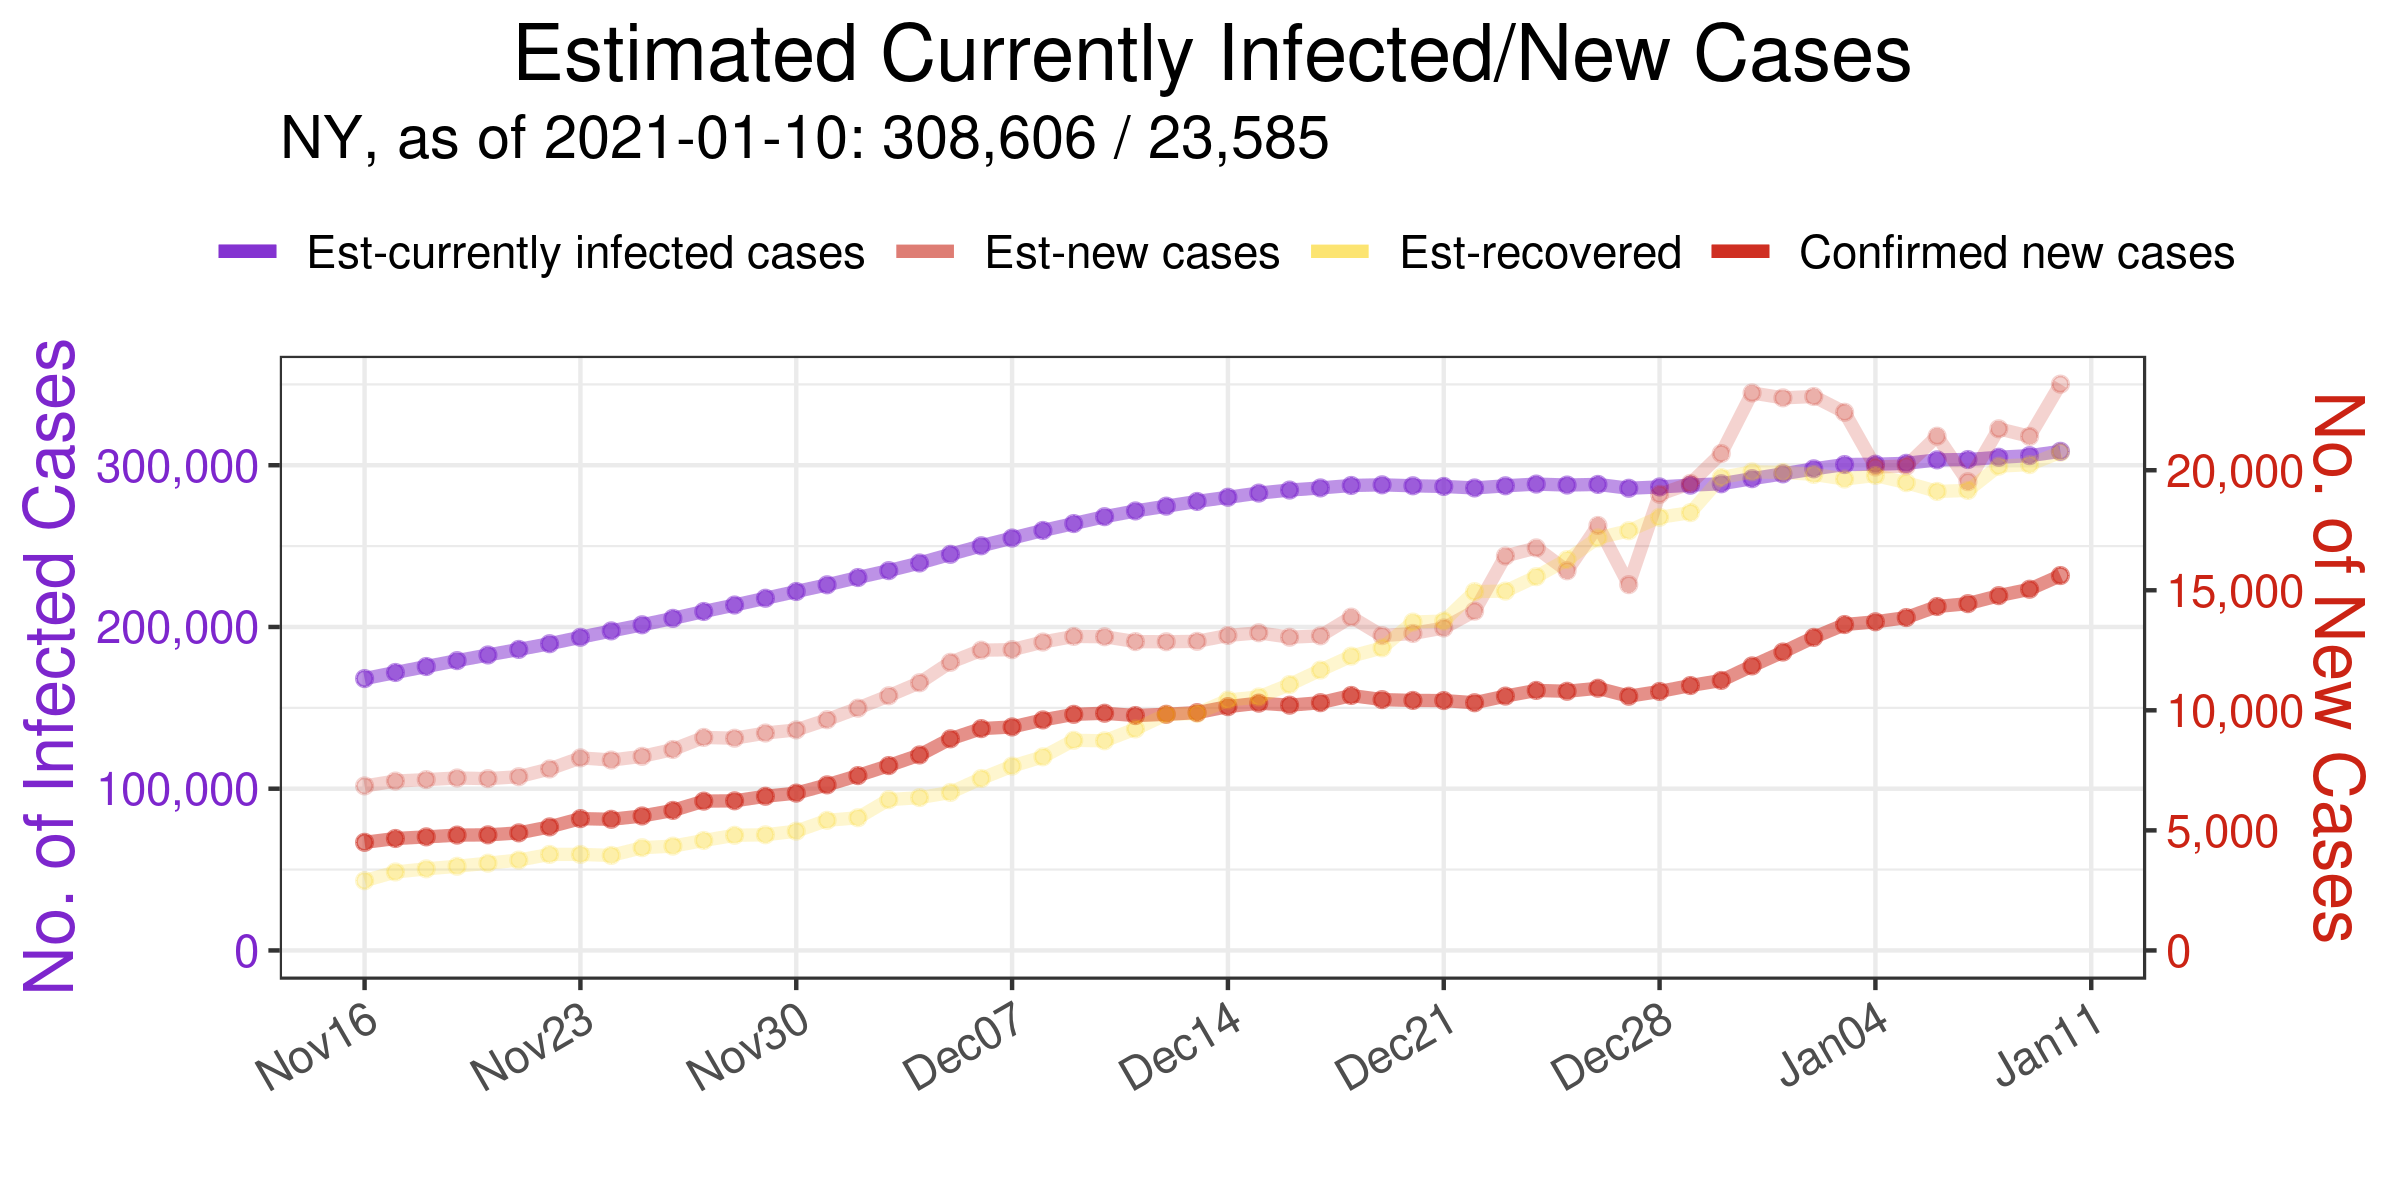 Estimated Currently Infected/New Cases
NY, as of 2021-01-10: 308,606 / 23,585
Est-currently infected cases Est-new cases Est-recovered Confirmed new cases
No. of Infected Cases
300,000
200,000
100,000
0
20,000
15,000
10,000
5,000
0
No. of New Cases
Nov16 Nov23 Nov30 Dec07 Dec14 Dec21 Dec28 Jan04 Jan11